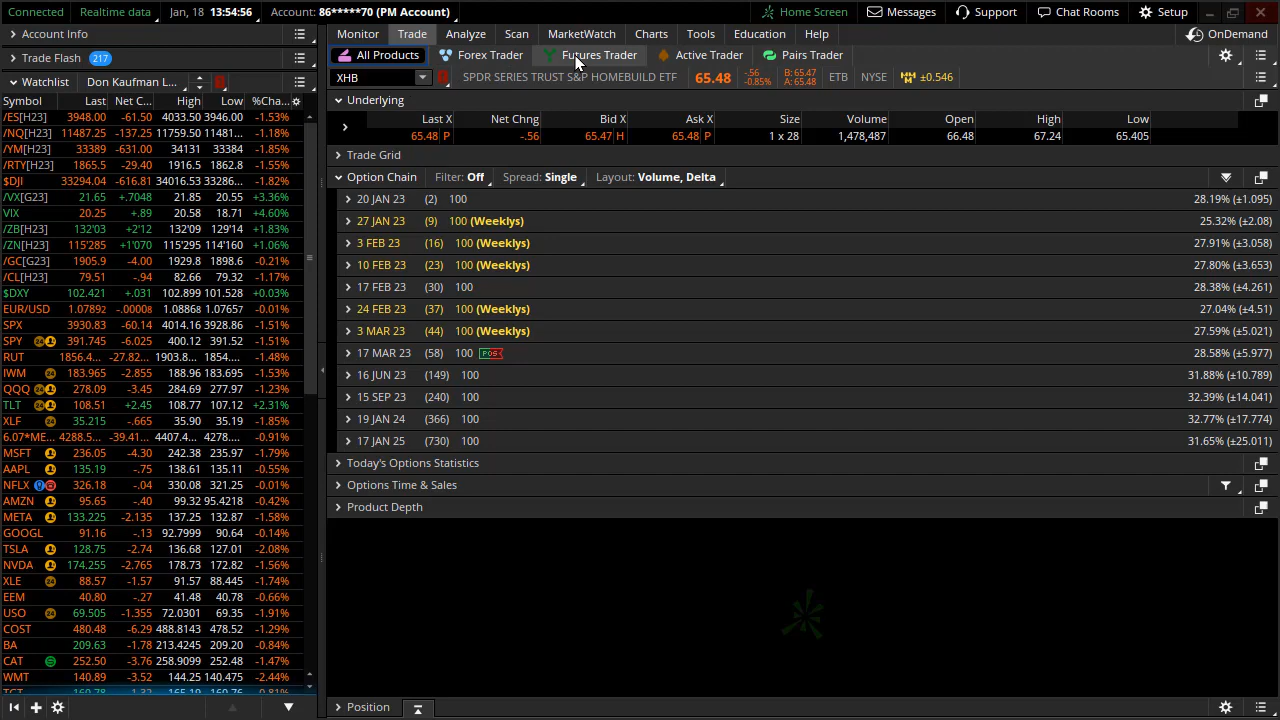 Connected Realtime data Jan, 18 13:54:56 Account: 86*****70 (PM Account) Home Screen Messages Support Chat Rooms Setup
Account Info
Monitor Trade Analyze Scan MarketWatch Charts Tools Education Help OnDemand
Trade Flash 217
All Products Forex Trader Futures Trader Active Trader Pairs Trader
Watchlist Don Kaufman L...
XHB SPDR SERIES TRUST S&P HOMEBUILD ETF 65.48 -.56 -0.85% B: 65.47 A: 65.48 ETB NYSE ±0.546
Symbol Last Net C... High Low %Cha...
/ES[H23] 3948.00 -61.50 4033.50 3946.00 -1.53%
/NQ[H23] 11487.25 -137.25 11759.50 11481... -1.18%
/YM[H23] 33389 -631.00 34131 33384 -1.85%
/RTY[H23] 1865.5 -29.40 1916.5 1862.8 -1.55%
$DJI 33294.04 -616.81 34016.53 33286... -1.82%
/VX[G23] 21.65 +.7048 21.85 20.55 +3.36%
VIX 20.25 +.89 20.58 18.71 +4.60%
/ZB[H23] 132'03 +2'12 132'09 129'14 +1.83%
/ZN[H23] 115'285 +1'070 115'295 114'160 +1.06%
/GC[G23] 1905.9 -4.00 1929.8 1898.6 -0.21%
/CL[H23] 79.51 -.94 82.66 79.32 -1.17%
$DXY 102.421 +.031 102.899 101.528 +0.03%
EUR/USD 1.07892 -.00008 1.08868 1.07657 -0.01%
SPX 3930.83 -60.14 4014.16 3928.86 -1.51%
SPY 391.745 -6.025 400.12 391.52 -1.51%
RUT 1856.4... -27.82... 1903.8... 1854.... -1.48%
IWM 183.965 -2.855 188.96 183.695 -1.53%
QQQ 278.09 -3.45 284.69 277.97 -1.23%
TLT 108.51 +2.45 108.77 107.12 +2.31%
XLF 35.215 -.665 35.90 35.19 -1.85%
6.07*ME... 4288.5... -39.41... 4407.4... 4278.... -0.91%
MSFT 236.05 -4.30 242.38 235.97 -1.79%
AAPL 135.19 -.75 138.61 135.11 -0.55%
NFLX 326.18 -.04 330.08 321.25 -0.01%
AMZN 95.65 -.40 99.32 95.4218 -0.42%
META 133.225 -2.135 137.25 132.87 -1.58%
GOOGL 91.16 -.13 92.7999 90.64 -0.14%
TSLA 128.75 -2.74 136.68 127.01 -2.08%
NVDA 174.255 -2.765 178.73 172.82 -1.56%
XLE 88.57 -1.57 91.57 88.445 -1.74%
EEM 40.80 -.27 41.48 40.78 -0.66%
USO 69.505 -1.355 72.0301 69.35 -1.91%
COST 480.48 -6.29 488.8143 478.52 -1.29%
BA 209.63 -1.78 213.4245 209.20 -0.84%
CAT 252.50 -3.76 258.9099 252.48 -1.47%
WMT 140.89 -3.52 144.25 140.475 -2.44%
Underlying
Last X Net Chng Bid X Ask X Size Volume Open High Low
65.48 P -.56 65.47 H 65.48 P 1 x 28 1,478,487 66.48 67.24 65.405
Trade Grid
Option Chain Filter: Off Spread: Single Layout: Volume, Delta
20 JAN 23 (2) 100 28.19% (±1.095)
27 JAN 23 (9) 100 (Weeklys) 25.32% (±2.08)
3 FEB 23 (16) 100 (Weeklys) 27.91% (±3.058)
10 FEB 23 (23) 100 (Weeklys) 27.80% (±3.653)
17 FEB 23 (30) 100 28.38% (±4.261)
24 FEB 23 (37) 100 (Weeklys) 27.04% (±4.51)
3 MAR 23 (44) 100 (Weeklys) 27.59% (±5.021)
17 MAR 23 (58) 100 POS 28.58% (±5.977)
16 JUN 23 (149) 100 31.88% (±10.789)
15 SEP 23 (240) 100 32.39% (±14.041)
19 JAN 24 (366) 100 32.77% (±17.774)
17 JAN 25 (730) 100 31.65% (±25.011)
Today's Options Statistics
Options Time & Sales
Product Depth
Position